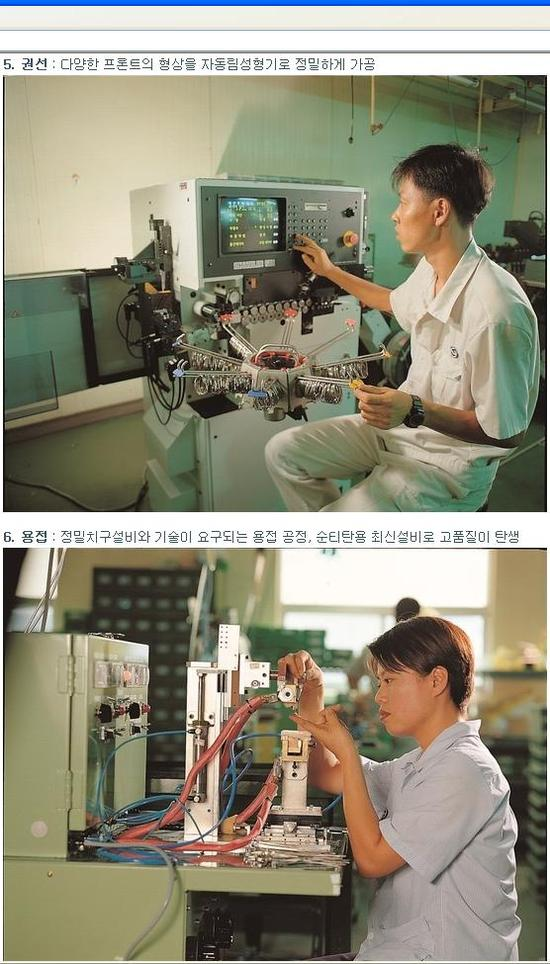 5. 권선 : 다양한 프론트의 형상을 자동림성형기로 정밀하게 가공
6. 용접 : 정밀치구설비와 기술이 요구되는 용접 공정, 순티탄용 최신설비로 고품질이 탄생